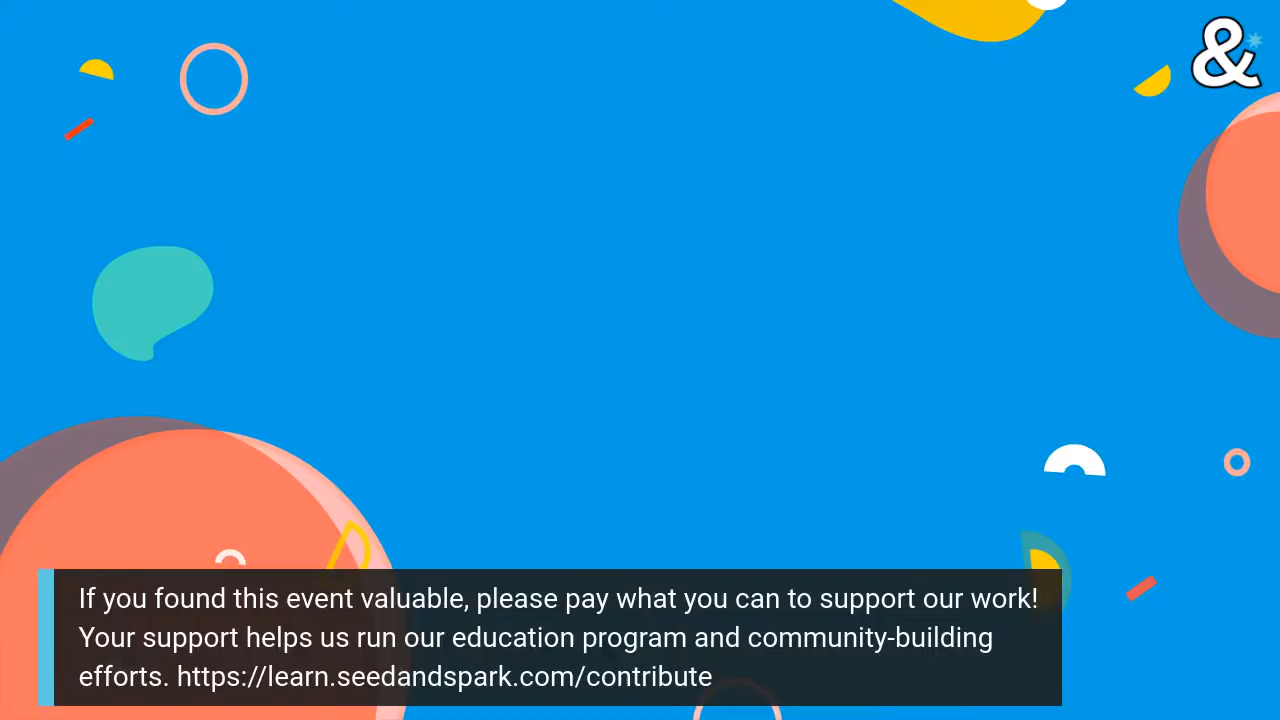 &
If you found this event valuable, please pay what you can to support our work!
Your support helps us run our education program and community-building
efforts. https://learn.seedandspark.com/contribute